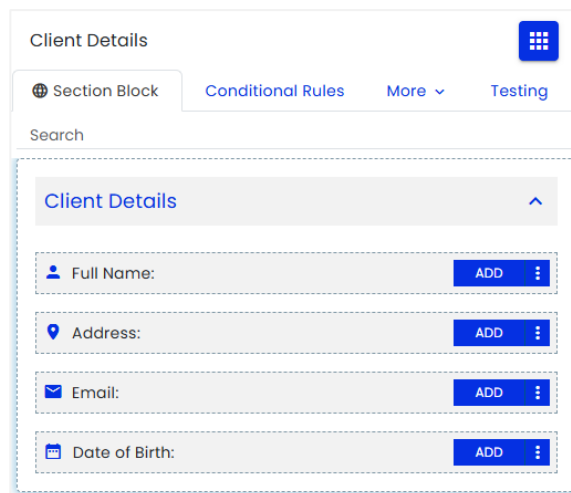 Client Details
Section Block Conditional Rules More Testing
Search
Client Details
Full Name: ADD
Address: ADD
Email: ADD
Date of Birth: ADD